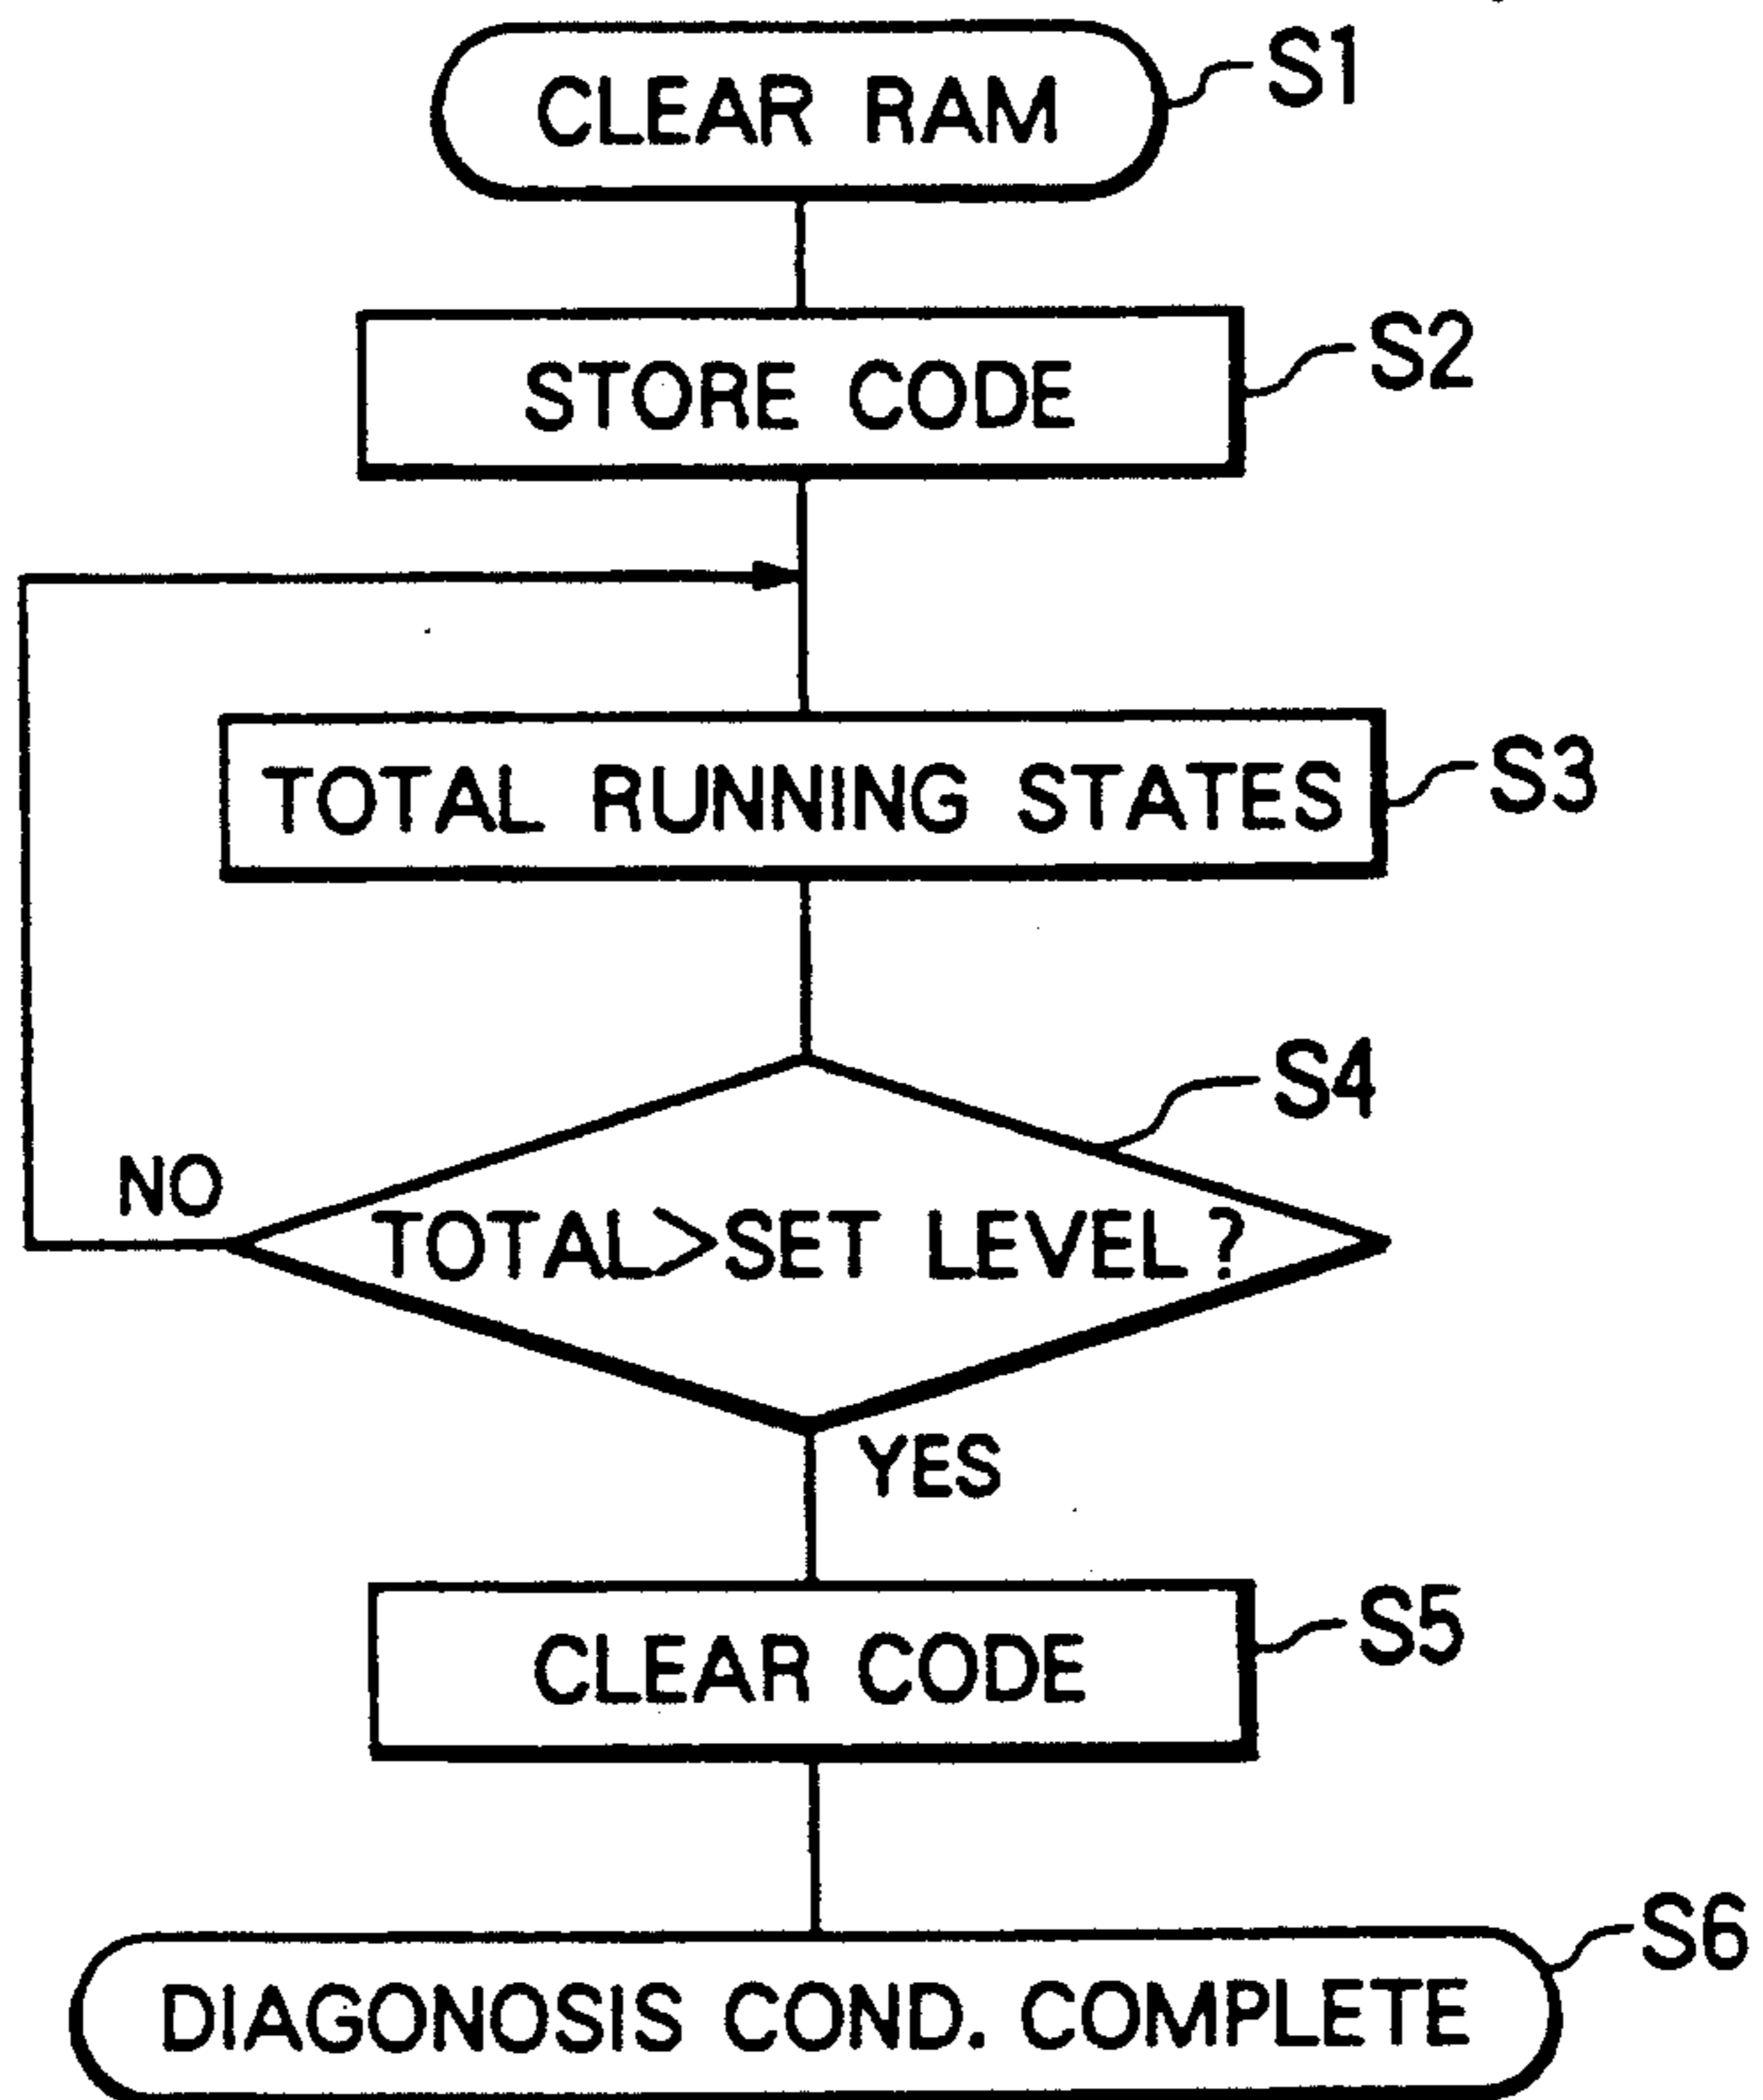 CLEAR RAM
S1
STORE CODE
S2
TOTAL RUNNING STATES
S3
S4
NO
TOTAL>SET LEVEL?
YES
CLEAR CODE
S5
S6
DIAGONOSIS COND. COMPLETE